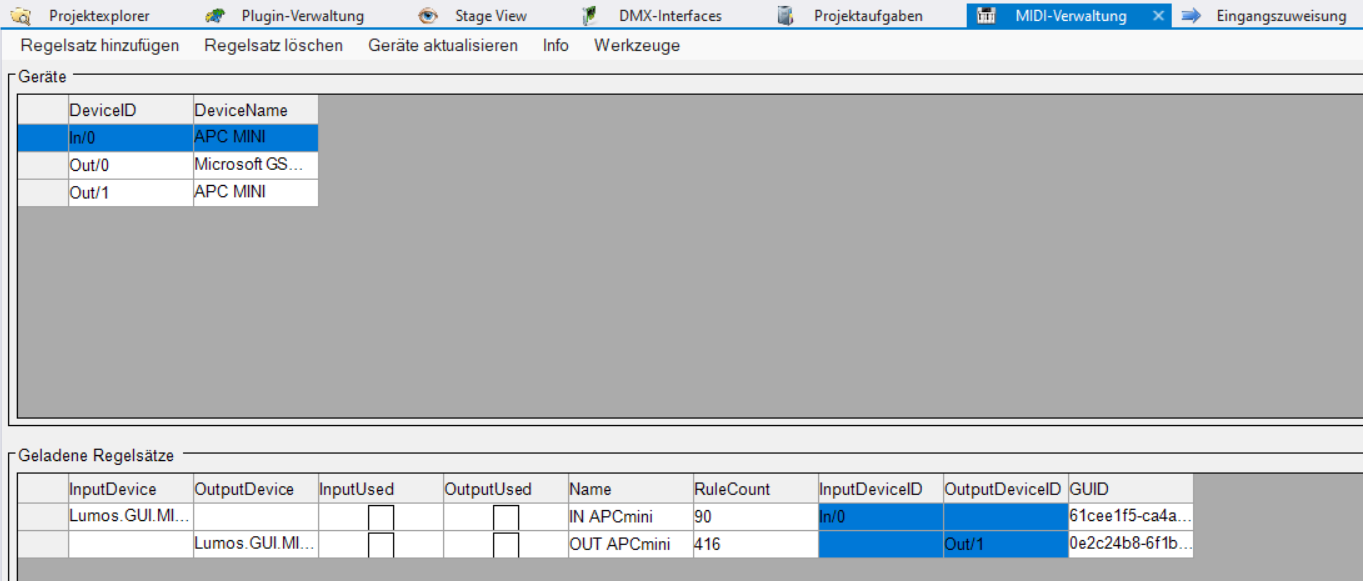 Projektexplorer Plugin-Verwaltung Stage View DMX-Interfaces Projektaufgaben MIDI-Verwaltung × Eingangszuweisung
Regelsatz hinzufügen Regelsatz löschen Geräte aktualisieren Info Werkzeuge
Geräte
DeviceID DeviceName
In/0 APC MINI
Out/0 Microsoft GS...
Out/1 APC MINI
Geladene Regelsätze
InputDevice OutputDevice InputUsed OutputUsed Name RuleCount InputDeviceID OutputDeviceID GUID
Lumos.GUI.MI... IN APCmini 90 In/0 61cee1f5-ca4a...
Lumos.GUI.MI... OUT APCmini 416 Out/1 0e2c24b8-6f1b...